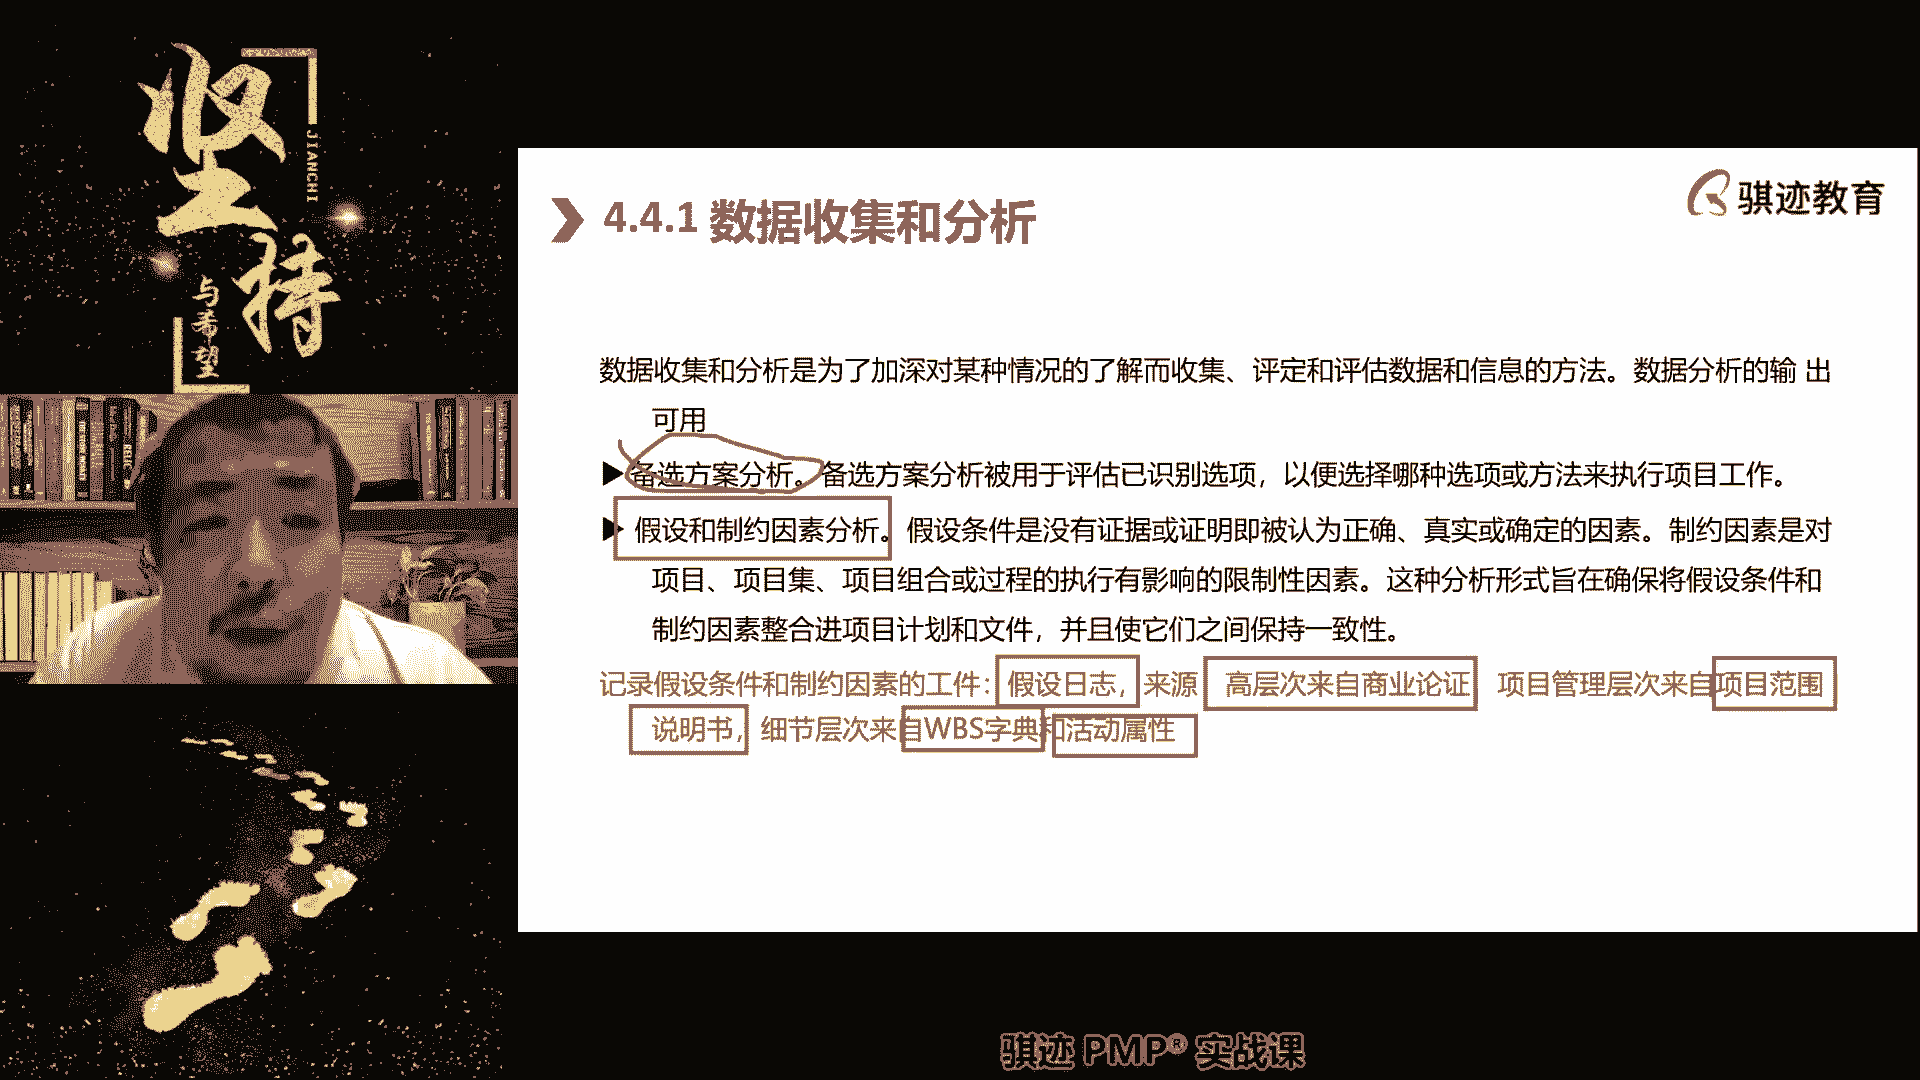 坚持
JIANCHI
与希望
骐迹教育
4.4.1 数据收集和分析
数据收集和分析是为了加深对某种情况的了解而收集、评定和评估数据和信息的方法。数据分析的输 出
可用
备选方案分析。备选方案分析被用于评估已识别选项，以便选择哪种选项或方法来执行项目工作。
假设和制约因素分析。假设条件是没有证据或证明即被认为正确、真实或确定的因素。制约因素是对
项目、项目集、项目组合或过程的执行有影响的限制性因素。这种分析形式旨在确保将假设条件和
制约因素整合进项目计划和文件，并且使它们之间保持一致性。
记录假设条件和制约因素的工件：假设日志，来源 高层次来自商业论证 项目管理层次来自项目范围
说明书，细节层次来自WBS字典和活动属性
骐迹 PMP® 实战课